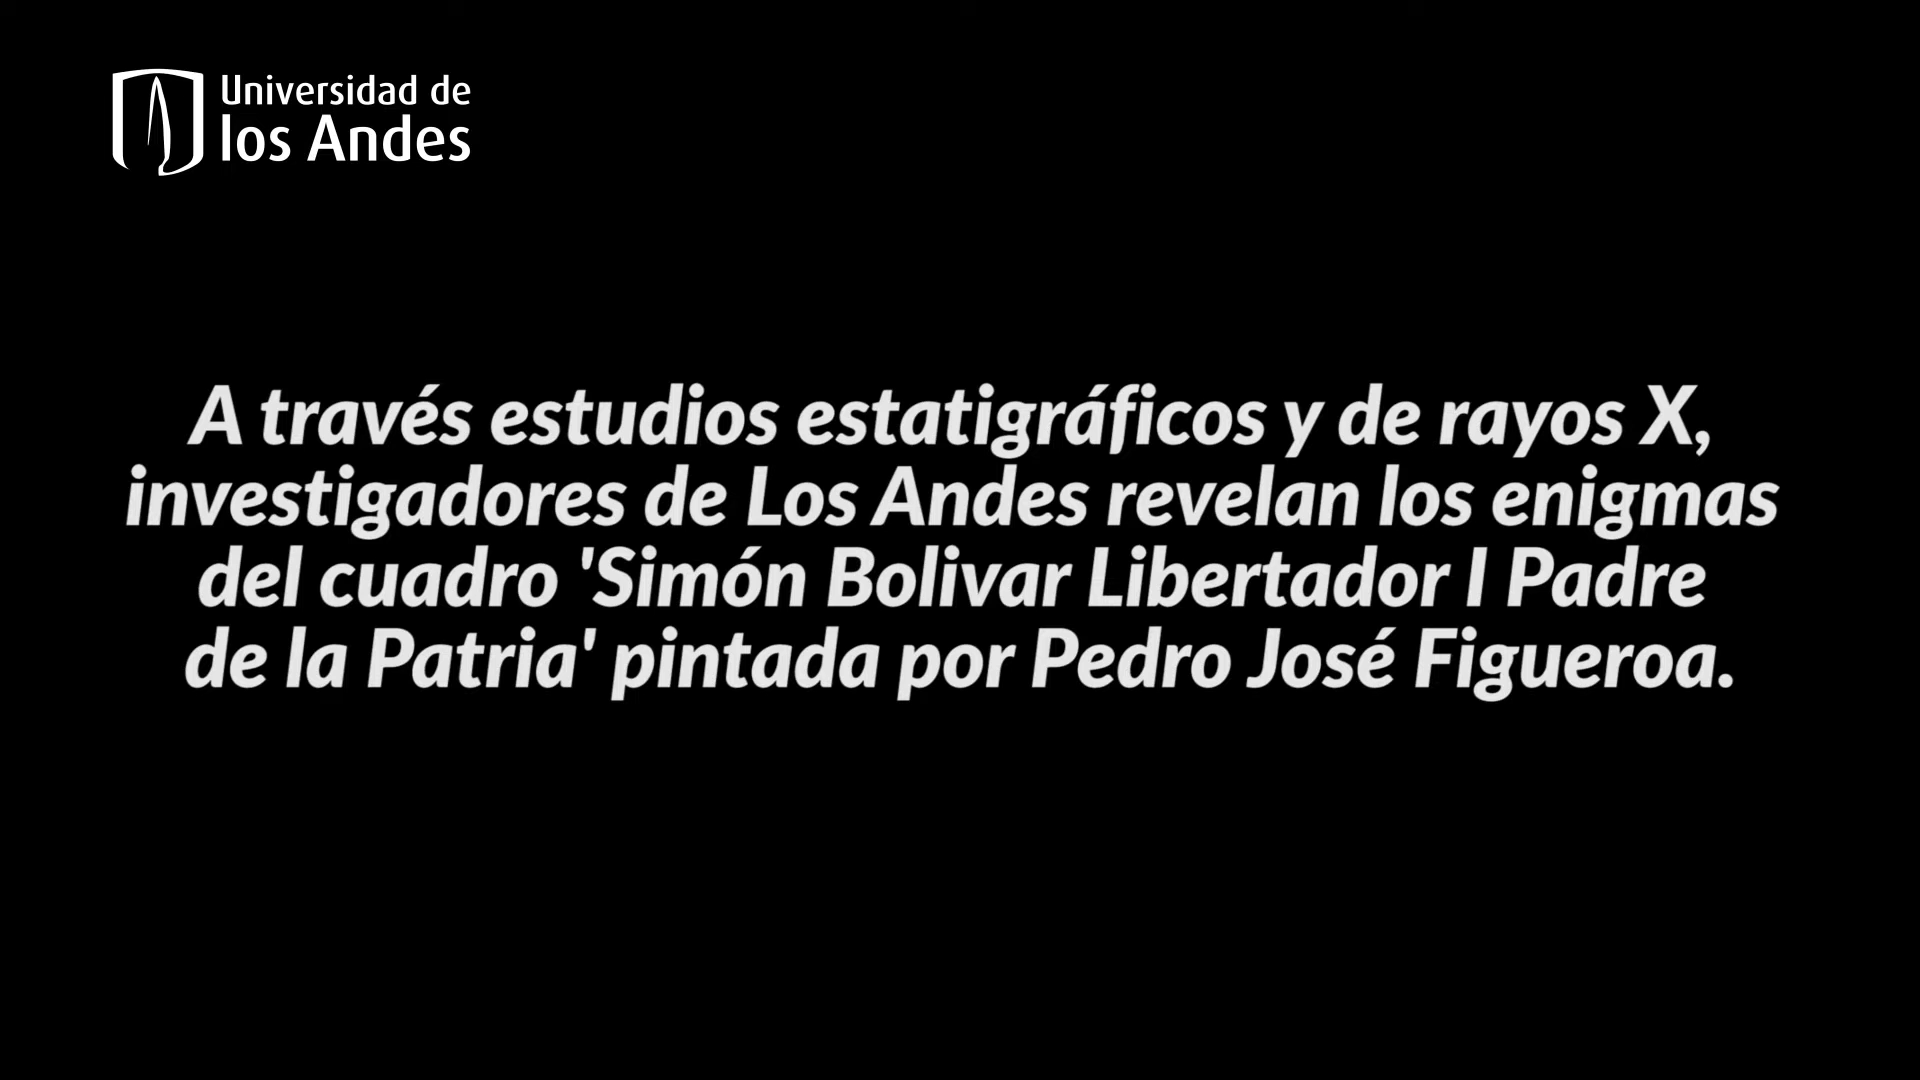 Universidad de
los Andes
A través estudios estatigráficos y de rayos X,
investigadores de Los Andes revelan los enigmas
del cuadro 'Simón Bolivar Libertador I Padre
de la Patria' pintada por Pedro José Figueroa.